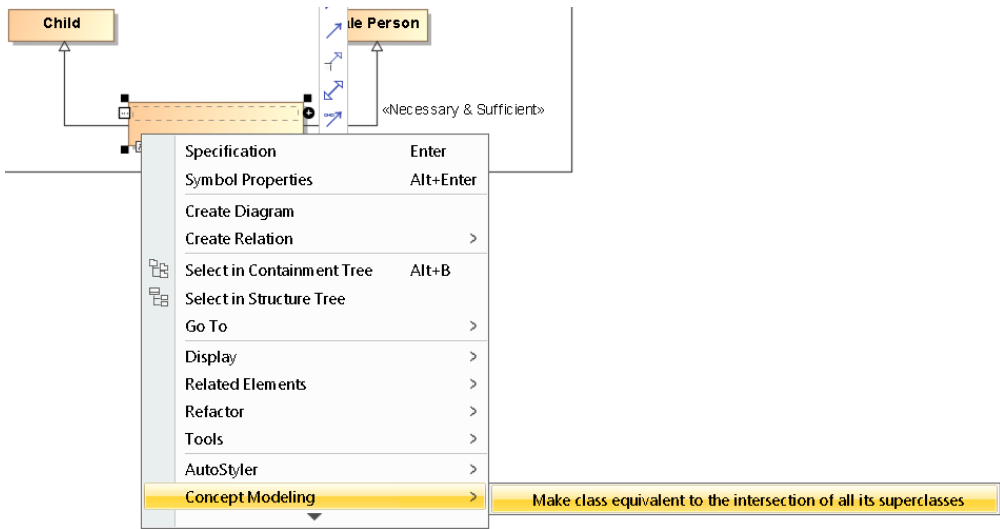 Child
le Person
«Necessary & Sufficient»
Specification Enter
Symbol Properties Alt+Enter
Create Diagram
Create Relation >
Select in Containment Tree Alt+B
Select in Structure Tree
Go To >
Display >
Related Elements >
Refactor >
Tools >
AutoStyler >
Concept Modeling >
Make class equivalent to the intersection of all its superclasses